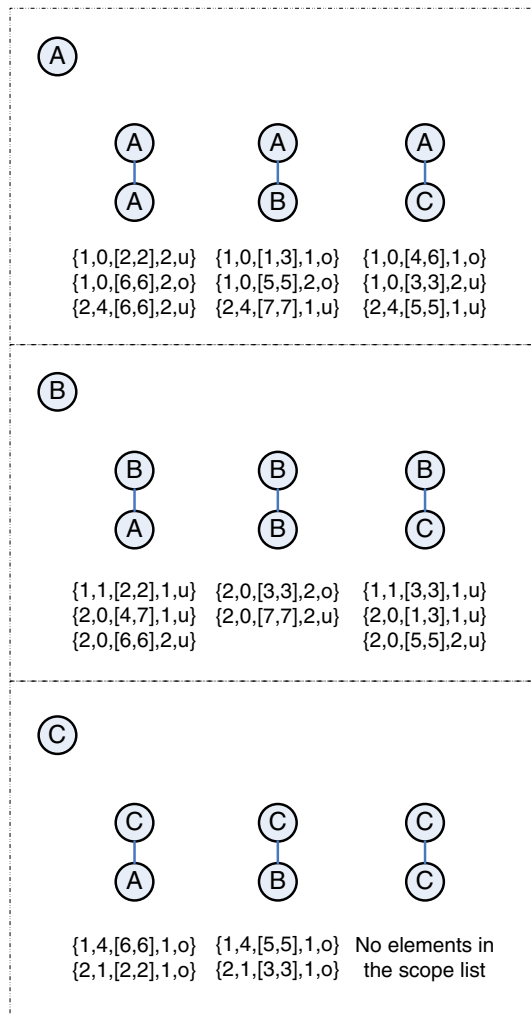 A
A A A
A B C
{1,0,[2,2],2,u} {1,0,[1,3],1,o} {1,0,[4,6],1,o}
{1,0,[6,6],2,o} {1,0,[5,5],2,o} {1,0,[3,3],2,u}
{2,4,[6,6],2,u} {2,4,[7,7],1,u} {2,4,[5,5],1,u}
B
B B B
A B C
{1,1,[2,2],1,u} {2,0,[3,3],2,o} {1,1,[3,3],1,u}
{2,0,[4,7],1,u} {2,0,[7,7],2,u} {2,0,[1,3],1,u}
{2,0,[6,6],2,u} {2,0,[5,5],2,u}
C
C C C
A B C
{1,4,[6,6],1,o} {1,4,[5,5],1,o} No elements in
{2,1,[2,2],1,o} {2,1,[3,3],1,o} the scope list